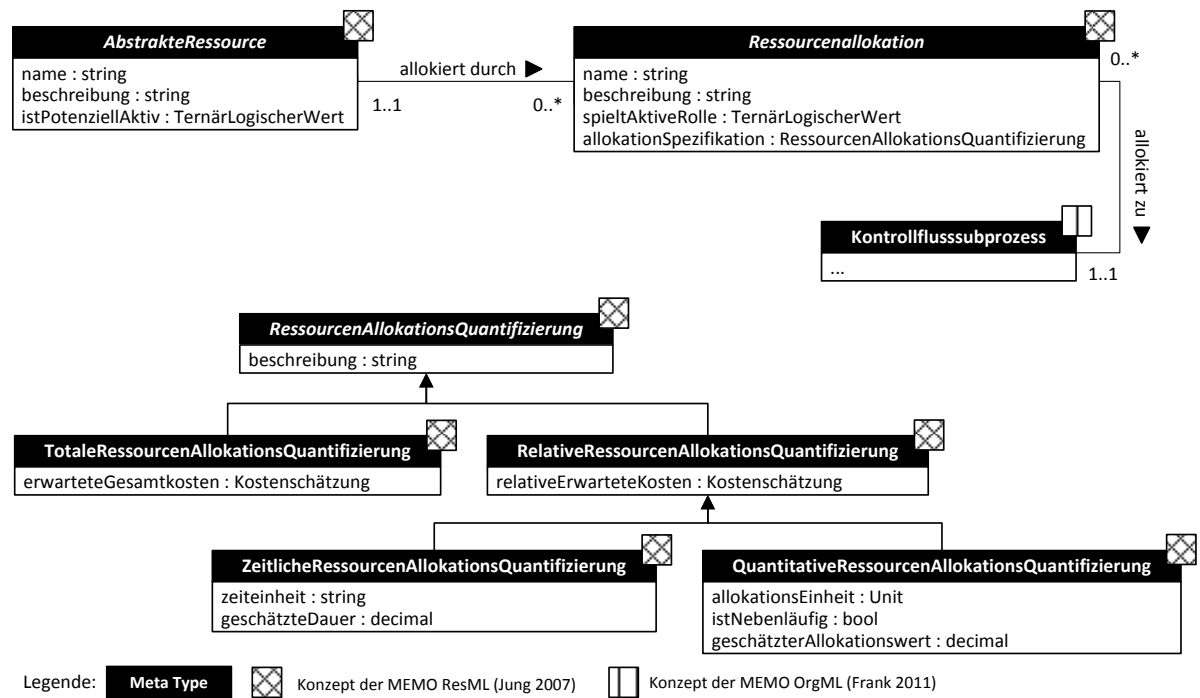 AbstrakteRessource
name : string
beschreibung : string
istPotenziellAktiv : TernärLogischerWert
allokiert durch
1..1
0..*
Ressourcenallokation
name : string
beschreibung : string
spieltAktiveRolle : TernärLogischerWert
allokationSpezifikation : RessourcenAllokationsQuantifizierung
0..*
allokiert zu
Kontrollflusssubprozess
...
1..1
RessourcenAllokationsQuantifizierung
beschreibung : string
TotaleRessourcenAllokationsQuantifizierung
erwarteteGesamtkosten : Kostenschätzung
RelativeRessourcenAllokationsQuantifizierung
relativeErwarteteKosten : Kostenschätzung
ZeitlicheRessourcenAllokationsQuantifizierung
zeiteinheit : string
geschätzteDauer : decimal
QuantitativeRessourcenAllokationsQuantifizierung
allokationsEinheit : Unit
istNebenläufig : bool
geschätzterAllokationswert : decimal
Legende:
Meta Type
Konzept der MEMO ResML (Jung 2007)
Konzept der MEMO OrgML (Frank 2011)